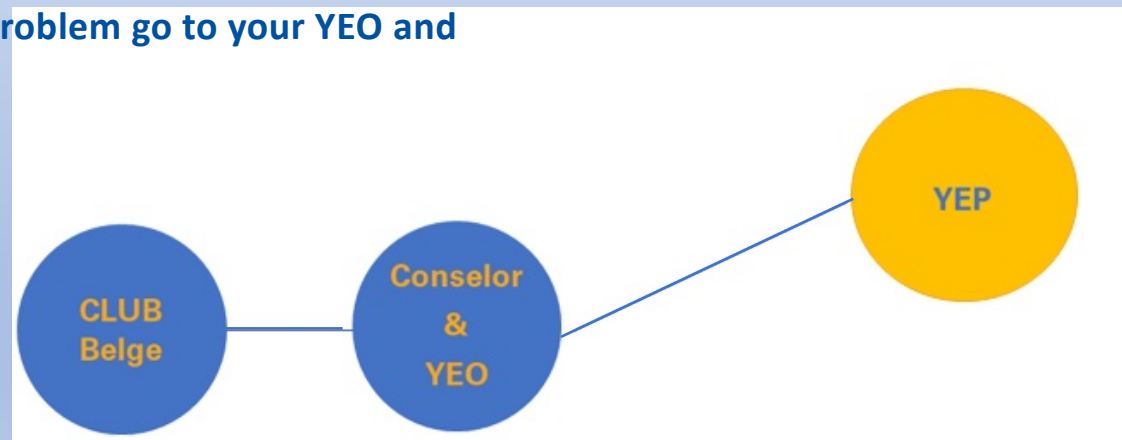 roblem go to your YEO and
YEP
Conselor
&
YEO
CLUB
Belge